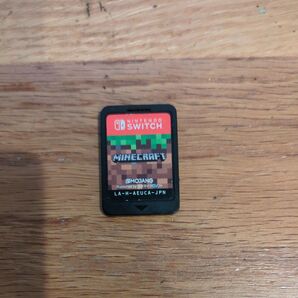 NINTENDO
SWITCH
MINECRAFT
MOJANG
LA-H-AEUCA-JPN